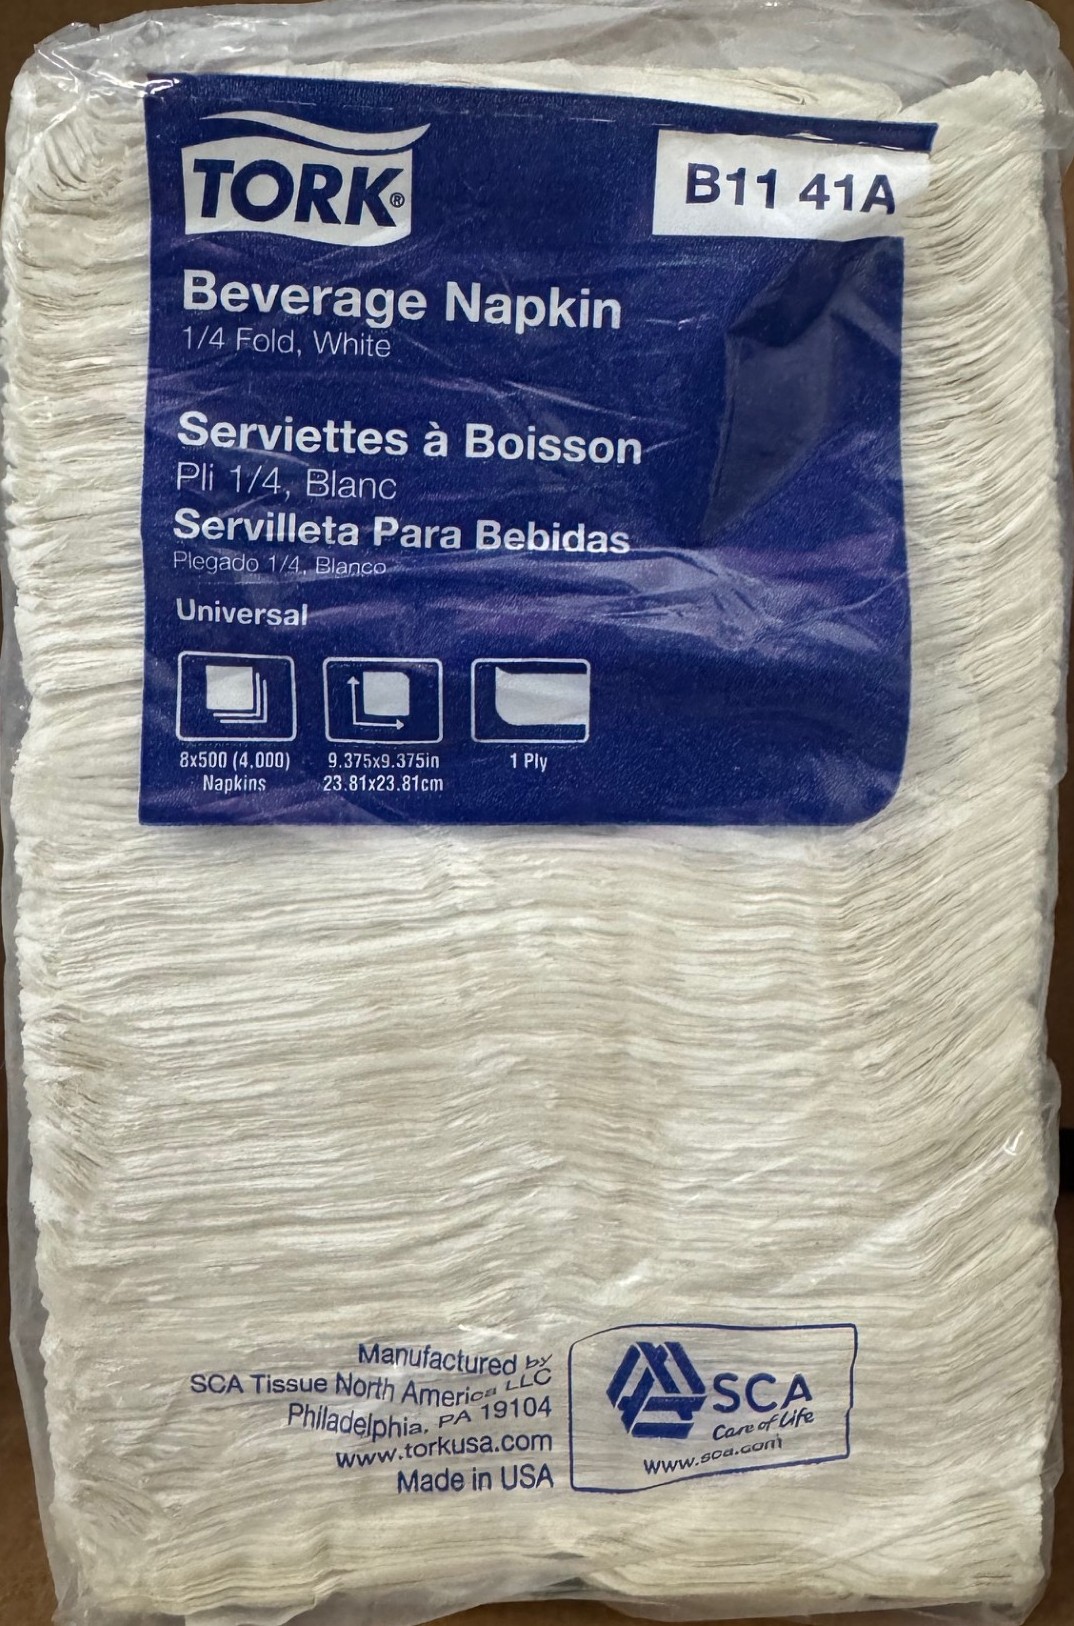 TORK®
B11 41A
Beverage Napkin
1/4 Fold, White
Serviettes à Boisson
Pli 1/4, Blanc
Servilleta Para Bebidas
Plegado 1/4, Blanco
Universal
8x500 (4,000)
Napkins
9.375x9.375in
23.81x23.81cm
1 Ply
Manufactured by
SCA Tissue North America LLC
Philadelphia, PA 19104
www.torkusa.com
Made in USA
SCA
Care of Life
www.sca.com